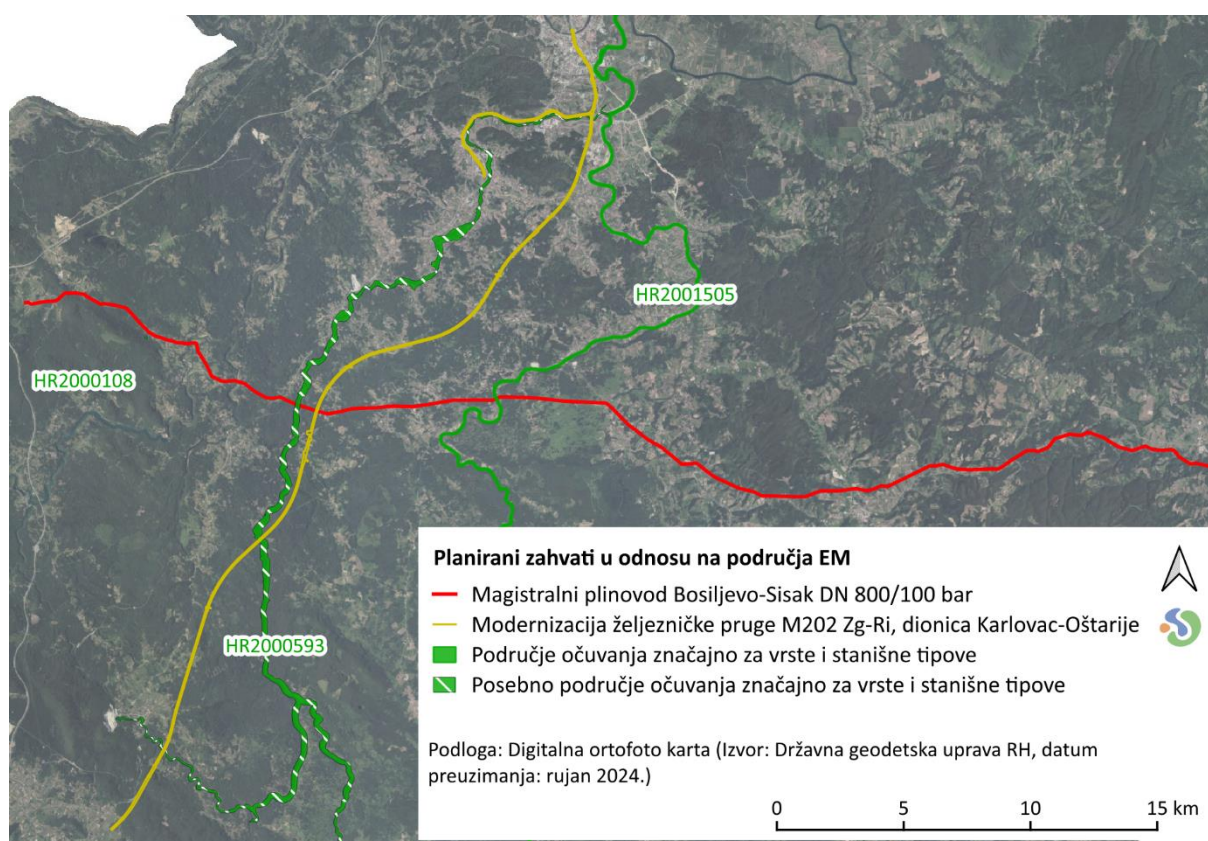 HR2001505
HR2000108
HR2000593
Planirani zahvati u odnosu na područja EM
Magistralni plinovod Bosiljevo-Sisak DN 800/100 bar
Modernizacija željezničke pruge M202 Zg-Ri, dionica Karlovac-Oštarije
Područje očuvanja značajno za vrste i stanišne tipove
Posebno područje očuvanja značajno za vrste i stanišne tipove
Podloga: Digitalna ortofoto karta (Izvor: Državna geodetska uprava RH, datum
preuzimanja: rujan 2024.)
0 5 10 15 km